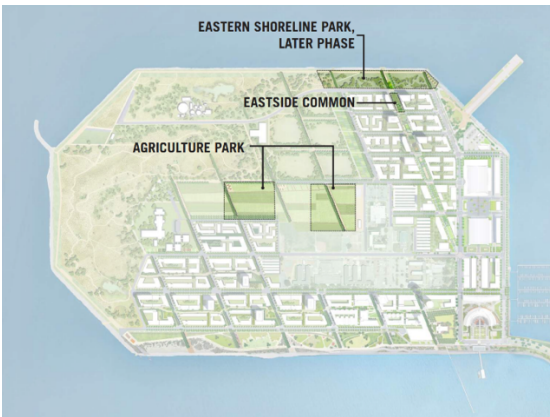 EASTERN SHORELINE PARK,
LATER PHASE
EASTSIDE COMMON
AGRICULTURE PARK